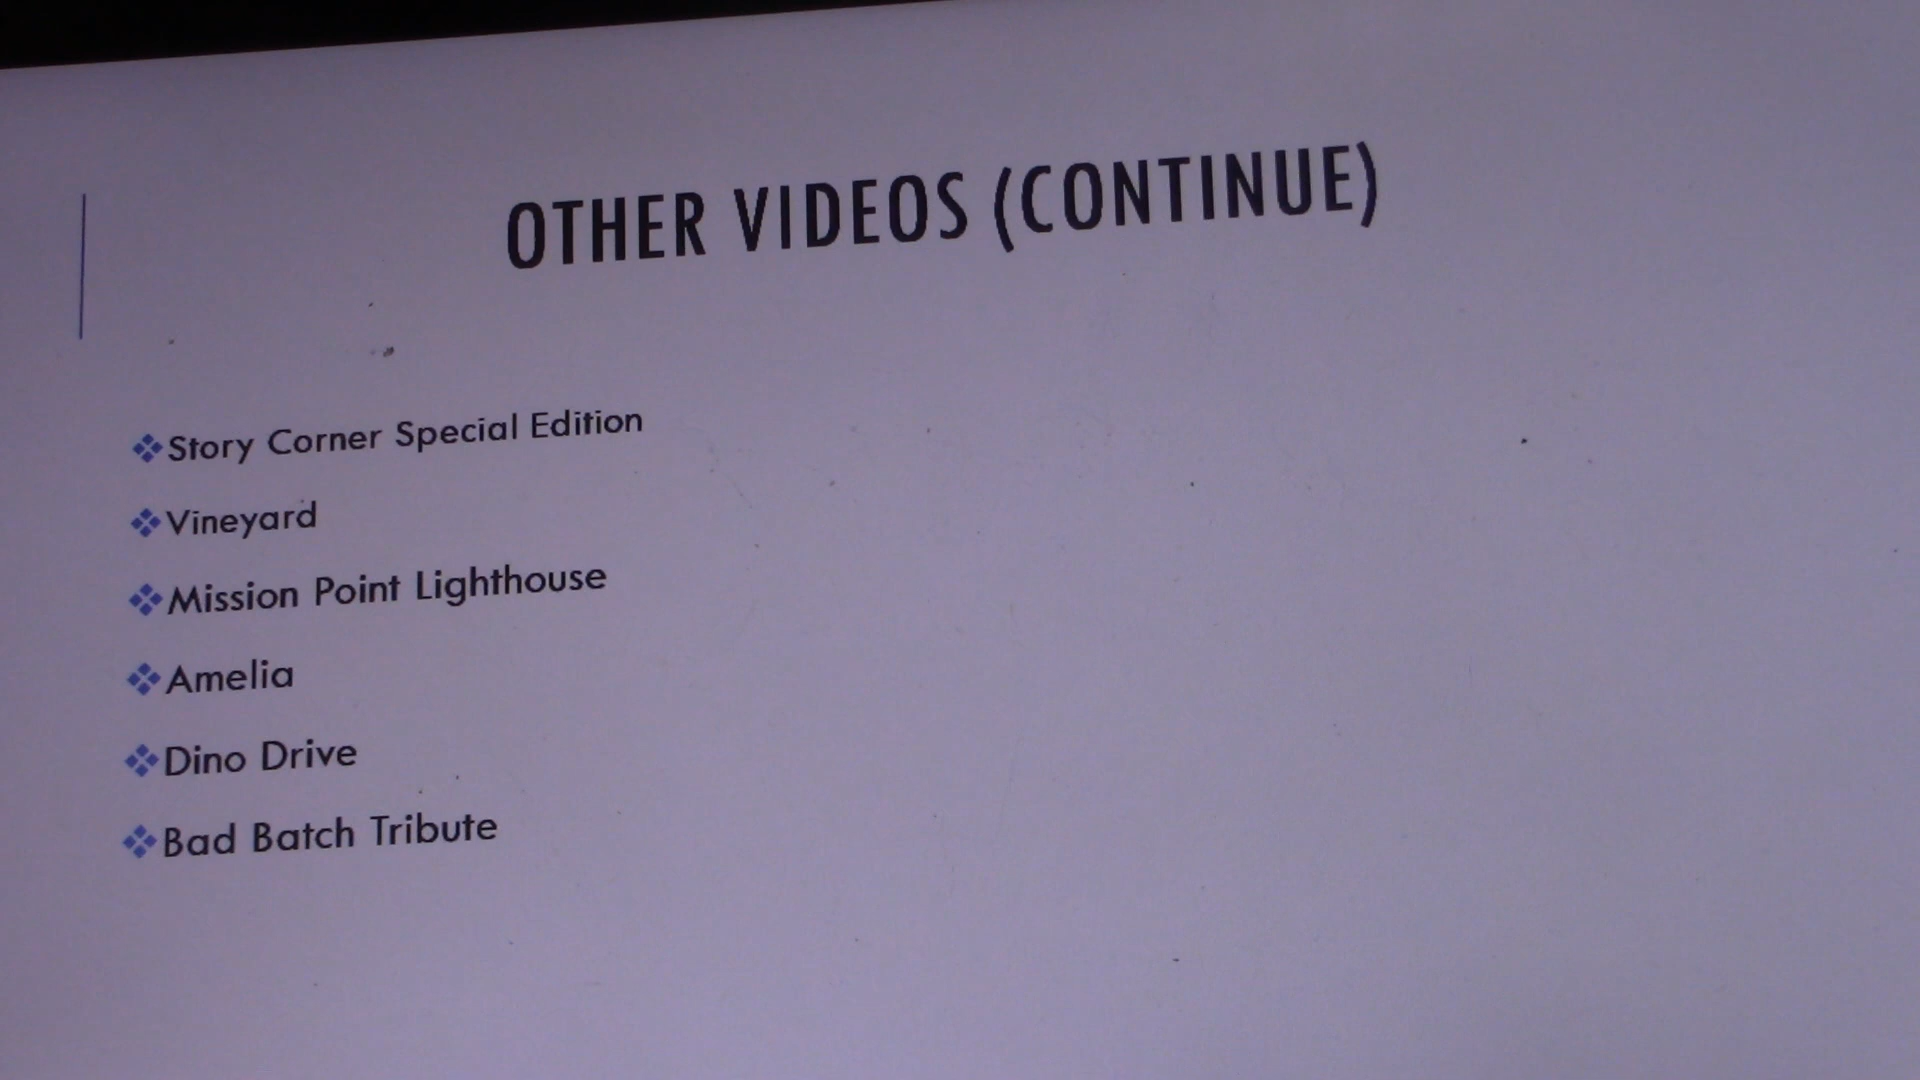 OTHER VIDEOS (CONTINUE)
Story Corner Special Edition
Vineyard
Mission Point Lighthouse
Amelia
Dino Drive
Bad Batch Tribute